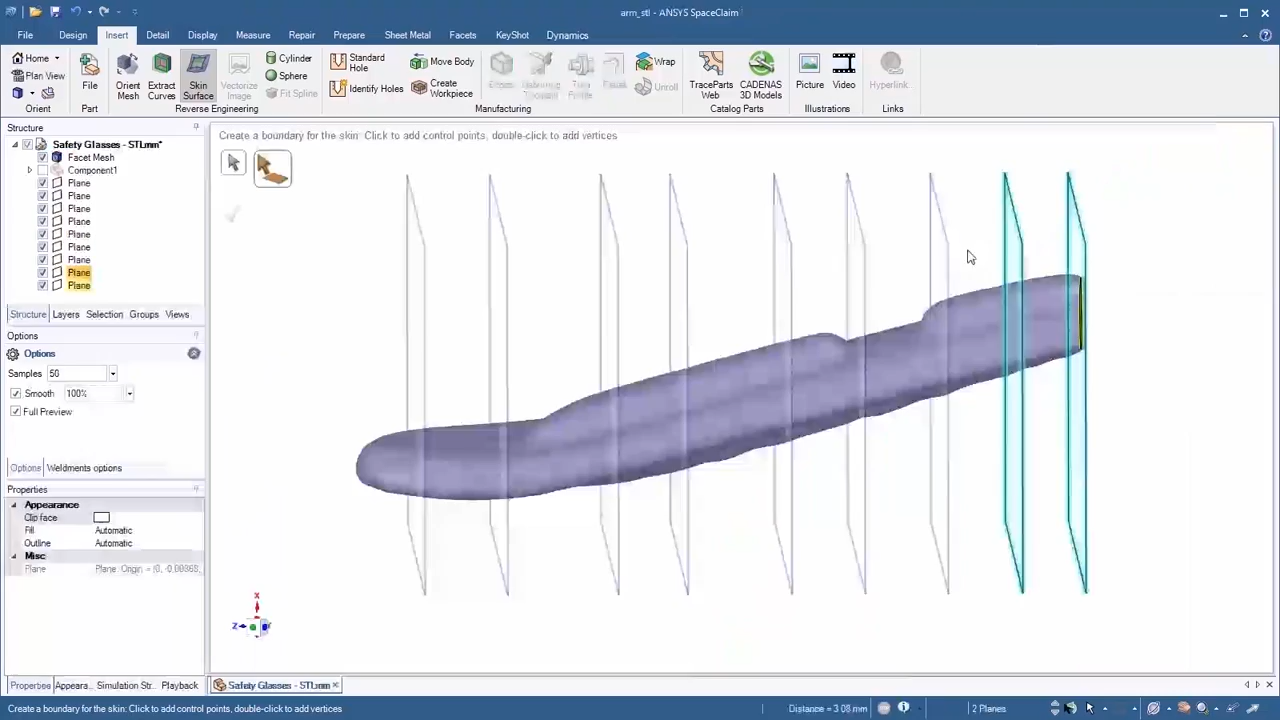 arm_stl - ANSYS SpaceClaim
File Design Insert Detail Display Measure Repair Prepare Sheet Metal Facets KeyShot Dynamics
Home
Plan View
Orient
File
Part
Orient Mesh
Extract Curves
Skin Surface
Vectorize Image
Cylinder
Sphere
Fit Spline
Reverse Engineering
Standard Hole
Identify Holes
Move Body
Create Workpiece
Wrap
Unroll
Manufacturing
TraceParts Web
CADENAS 3D Models
Catalog Parts
Picture
Video
Illustrations
Hyperlink
Links
Structure
Safety Glasses - STLmm*
Facet Mesh
Component1
Plane
Plane
Plane
Plane
Plane
Plane
Plane
Plane
Plane
Structure Layers Selection Groups Views
Options
Options
Samples 50
Smooth 100%
Full Preview
Options Weldments options
Properties
Appearance
Clip face
Fill Automatic
Outline Automatic
Misc
Plane Plane, Origin = (0, -0.00868,
Properties Appeara... Simulation Str... Playback
Create a boundary for the skin: Click to add control points, double-click to add vertices
X
Z
Safety Glasses - STLmm*
Create a boundary for the skin: Click to add control points, double-click to add vertices
Distance = 3.08 mm
2 Planes